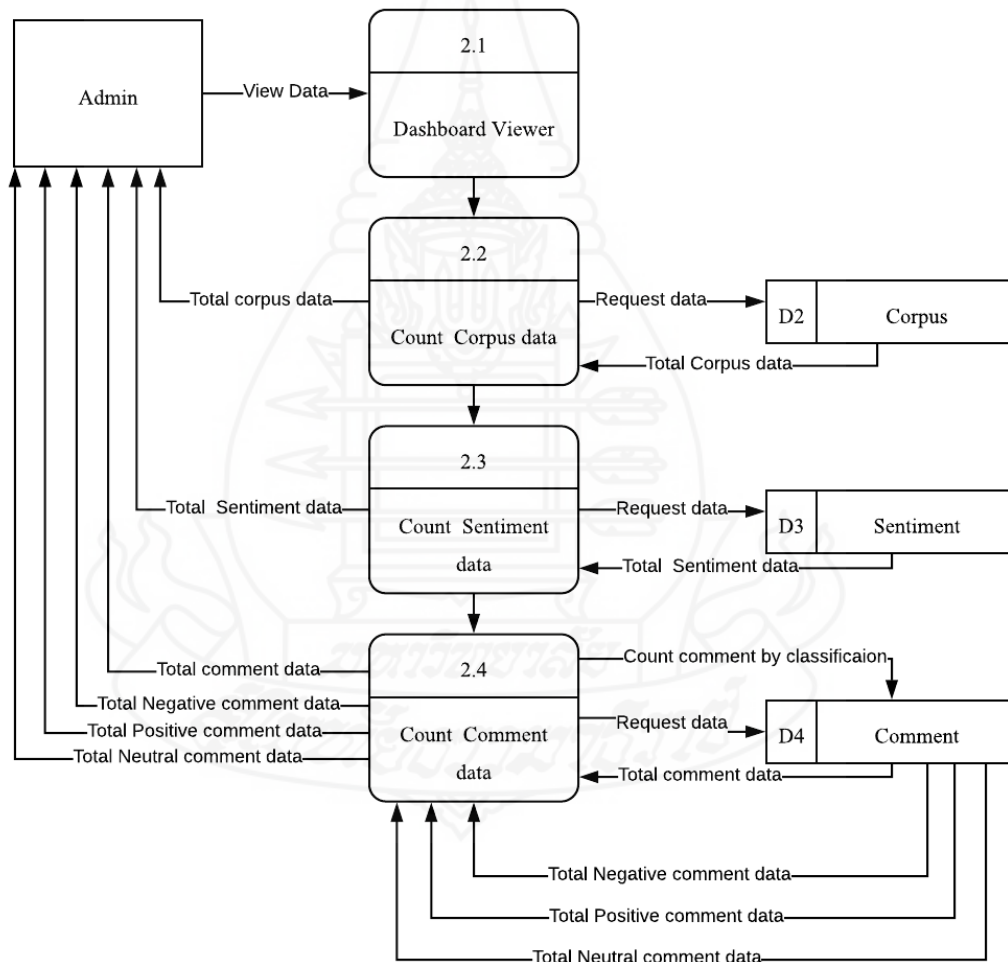 2.1
Admin
View Data
Dashboard Viewer
2.2
Total corpus data
Request data
D2
Corpus
Count Corpus data
Total Corpus data
2.3
Total Sentiment data
Request data
D3
Sentiment
Count Sentiment
data
Total Sentiment data
2.4
Total comment data
Count comment by classificaion
Total Negative comment data
Request data
D4
Comment
Total Positive comment data
Count Comment
Total Neutral comment data
data
Total comment data
Total Negative comment data
Total Positive comment data
Total Neutral comment data